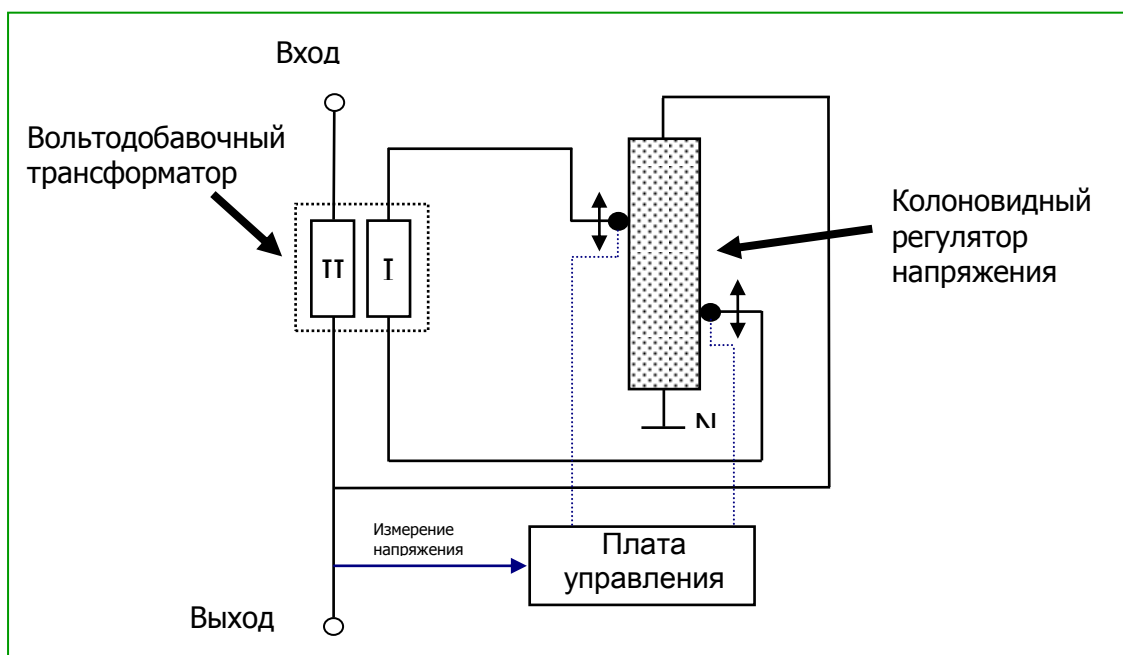 Вход
Вольтодобавочный
трансформатор
Колоновидный
регулятор
напряжения
II
I
N
Измерение
напряжения
Плата
управления
Выход